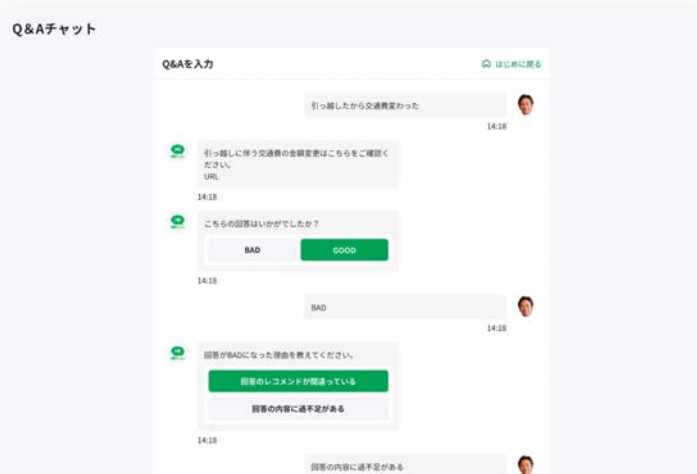 Q&Aチャット
Q&Aを入力
はじめに戻る
引っ越したから交通費変わった
14:18
引っ越しに伴う交通費の金額変更はこちらをご確認く
ださい。
URL
14:18
こちらの回答はいかがでしたか？
BAD
GOOD
14:18
BAD
14:18
回答がBADになった理由を教えてください。
回答のレコメンドが間違っている
回答の内容に過不足がある
14:18
回答の内容に過不足がある